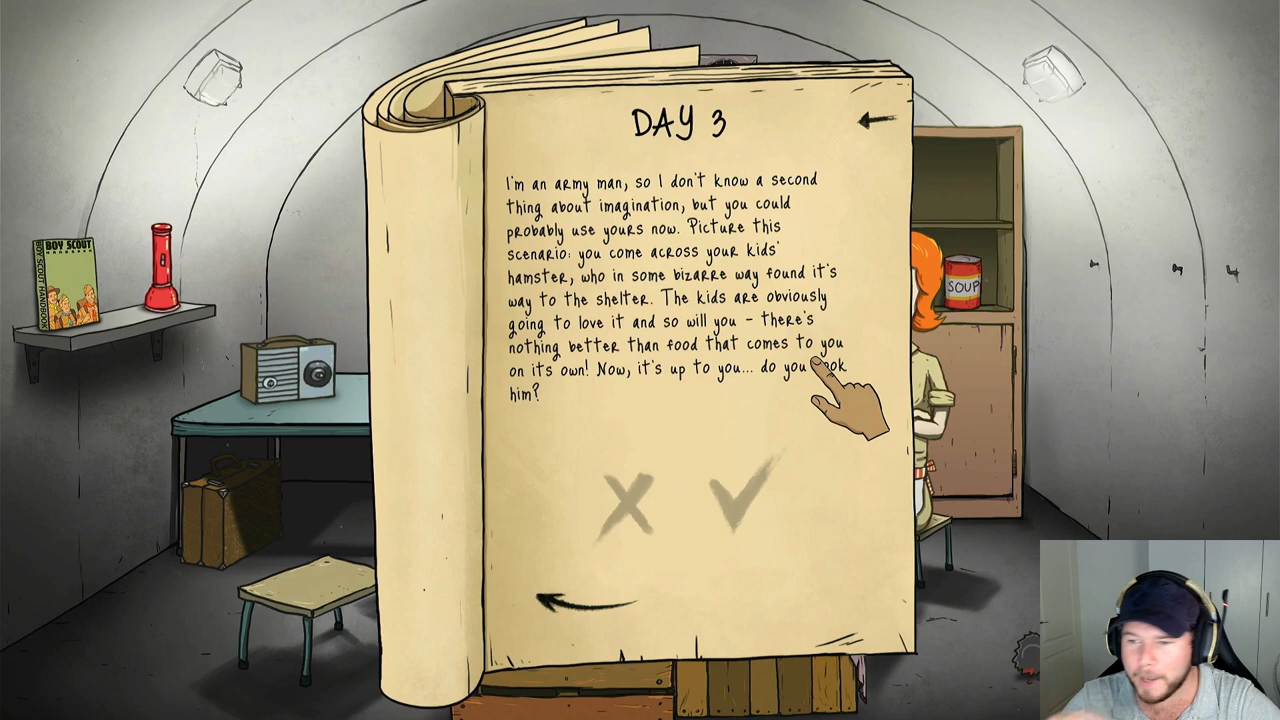 DAY 3
I'm an army man, so I don't know a second
thing about imagination, but you could
probably use yours now. Picture this
scenario: you come across your kids'
hamster, who in some bizarre way found it's
way to the shelter. The kids are obviously
going to love it and so will you - there's
nothing better than food that comes to you
on its own! Now, it's up to you... do you
him?
BOY SCOUT
BOY SCOUT HANDBOOK
SOUP